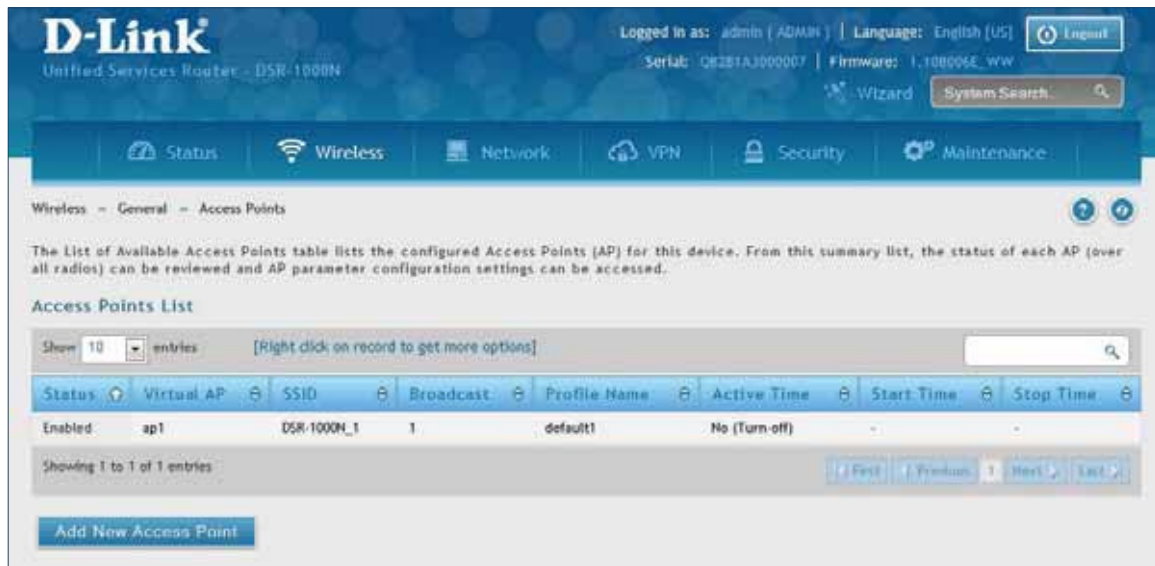 D-Link
Unified Services Router - DSR-1000N
Logged in as: admin ( ADMIN ) | Language: English [US]
Logout
Serial: QB2B1A3000007 | Firmware: 1.10B006E_WW
Wizard
System Search..
Status
Wireless
Network
VPN
Security
Maintenance
Wireless
General
Access Points
The List of Available Access Points table lists the configured Access Points (AP) for this device. From this summary list, the status of each AP (over
all radios) can be reviewed and AP parameter configuration settings can be accessed.
Access Points List
Show 10 entries [Right click on record to get more options]
Status Virtual AP SSID Broadcast Profile Name Active Time Start Time Stop Time
Enabled ap1 DSR-1000N_1 1 default1 No (Turn-off) - -
Showing 1 to 1 of 1 entries
First Previous 1 Next Last
Add New Access Point